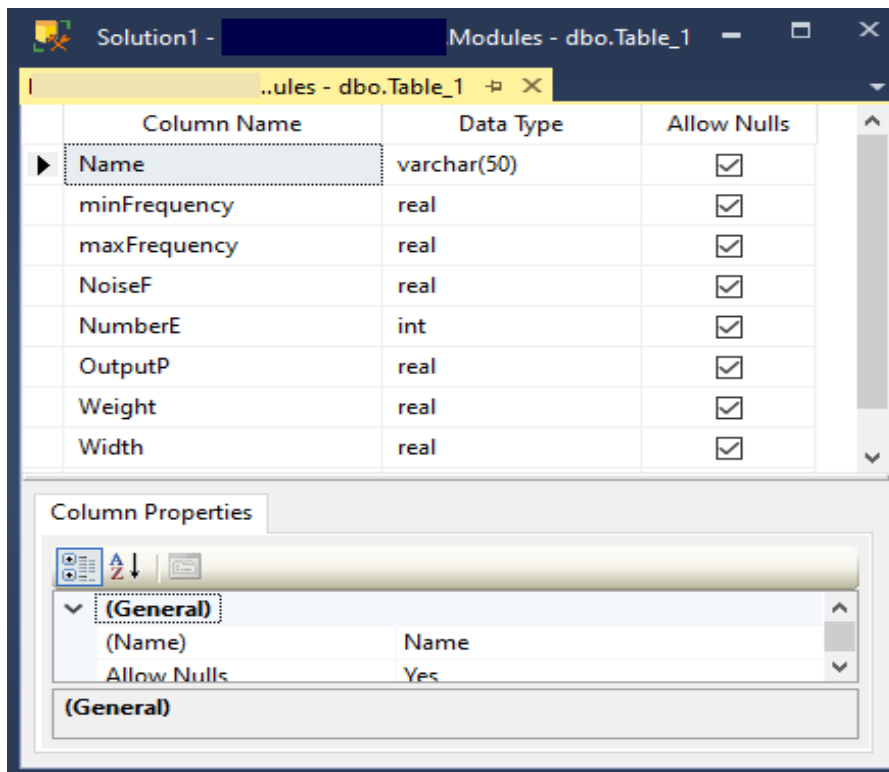 Solution1 - .Modules - dbo.Table_1
..ules - dbo.Table_1
Column Name Data Type Allow Nulls
Name varchar(50)
minFrequency real
maxFrequency real
NoiseF real
NumberE int
OutputP real
Weight real
Width real
Column Properties
(General)
(Name) Name
Allow Nulls Yes
(General)